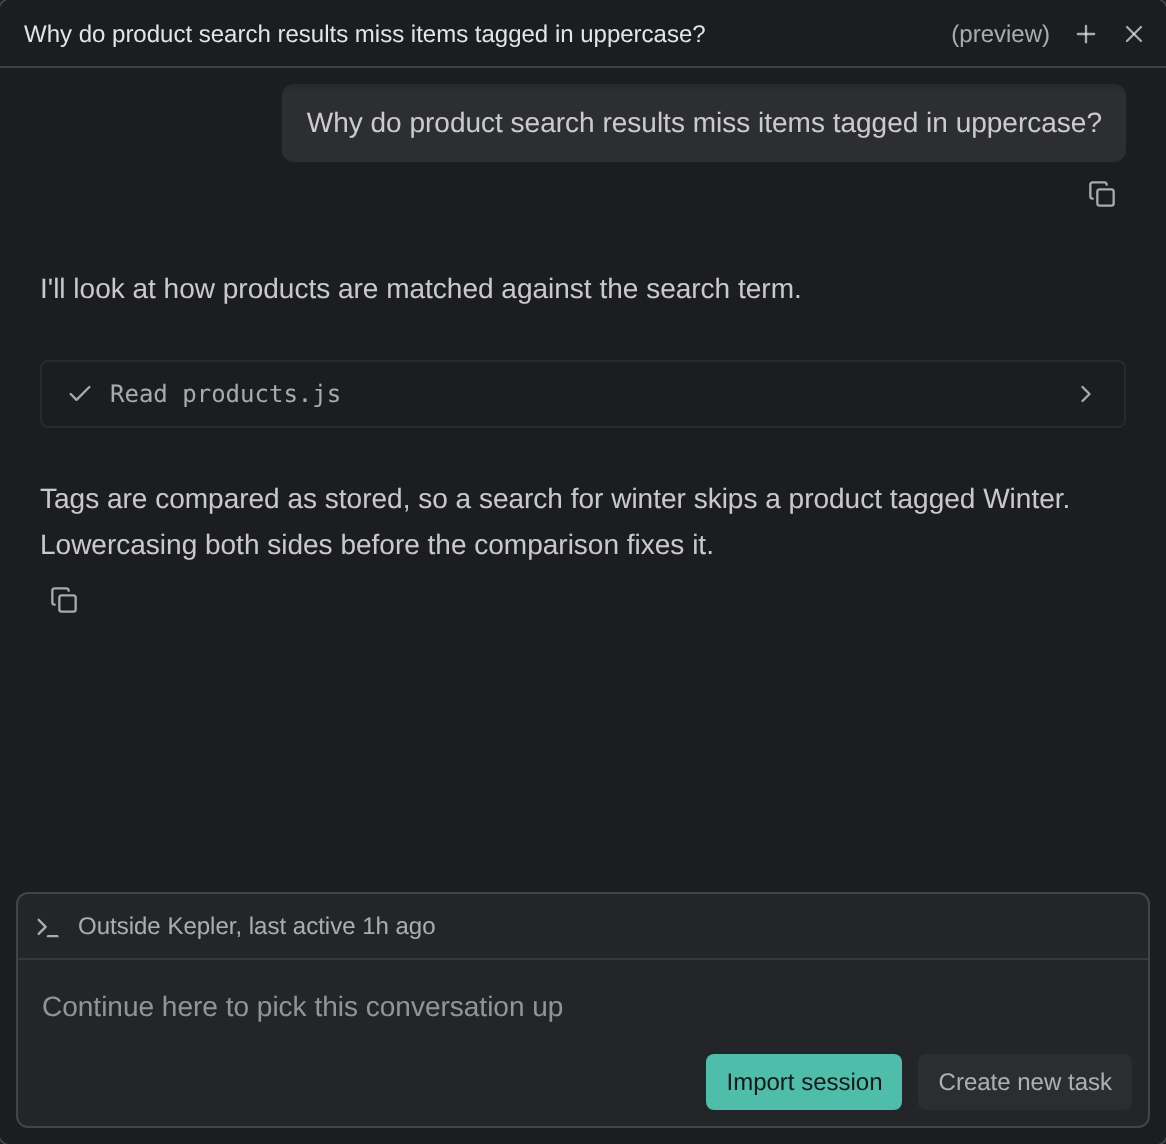 Why do product search results miss items tagged in uppercase?
(preview)
Why do product search results miss items tagged in uppercase?
I'll look at how products are matched against the search term.
Read products.js
Tags are compared as stored, so a search for winter skips a product tagged Winter.
Lowercasing both sides before the comparison fixes it.
Outside Kepler, last active 1h ago
Continue here to pick this conversation up
Import session
Create new task